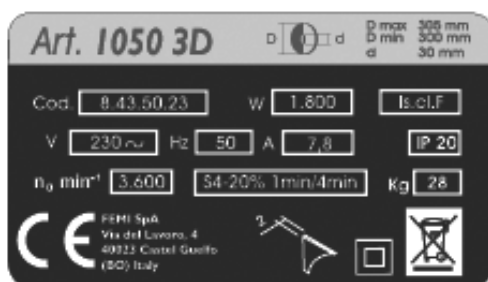 Art. 1050 3D D d D max 305 mm
D min 300 mm
d 30 mm
Cod. 8.43.50.23 W 1.800 Is.cl.F
V 230~ Hz 50 A 7,8 IP 20
n₀ min⁻¹ 3.600 S4-20% 1min/4min Kg 28
CE FEMI SpA
Via del Lavoro, 4
40023 Castel Guelfo
(BO) Italy
2